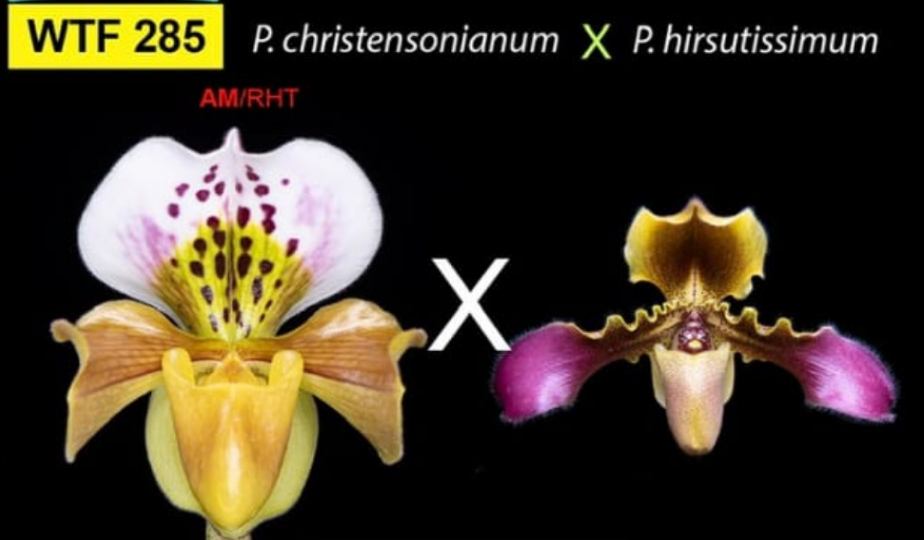 WTF 285 P. christensonianum X P. hirsutissimum
AM/RHT
X